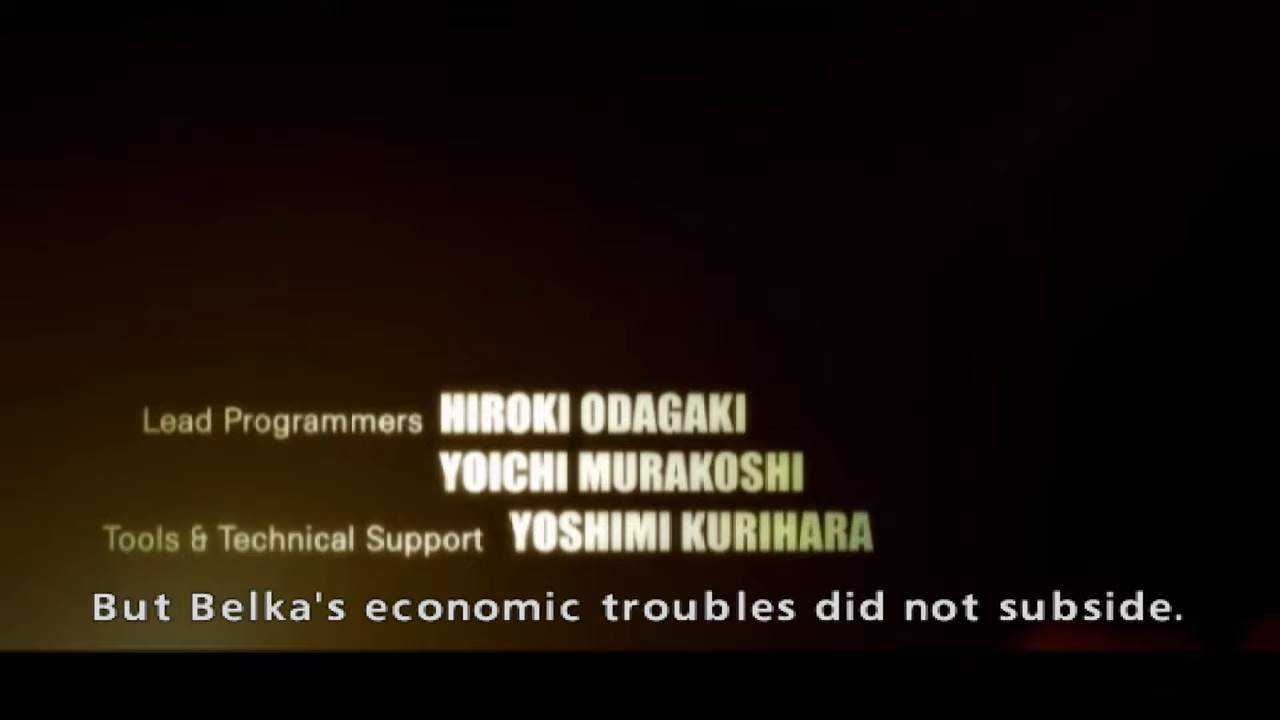 Lead Programmers HIROKI ODAGAKI
YOICHI MURAKOSHI
Tools & Technical Support YOSHIMI KURIHARA
But Belka's economic troubles did not subside.